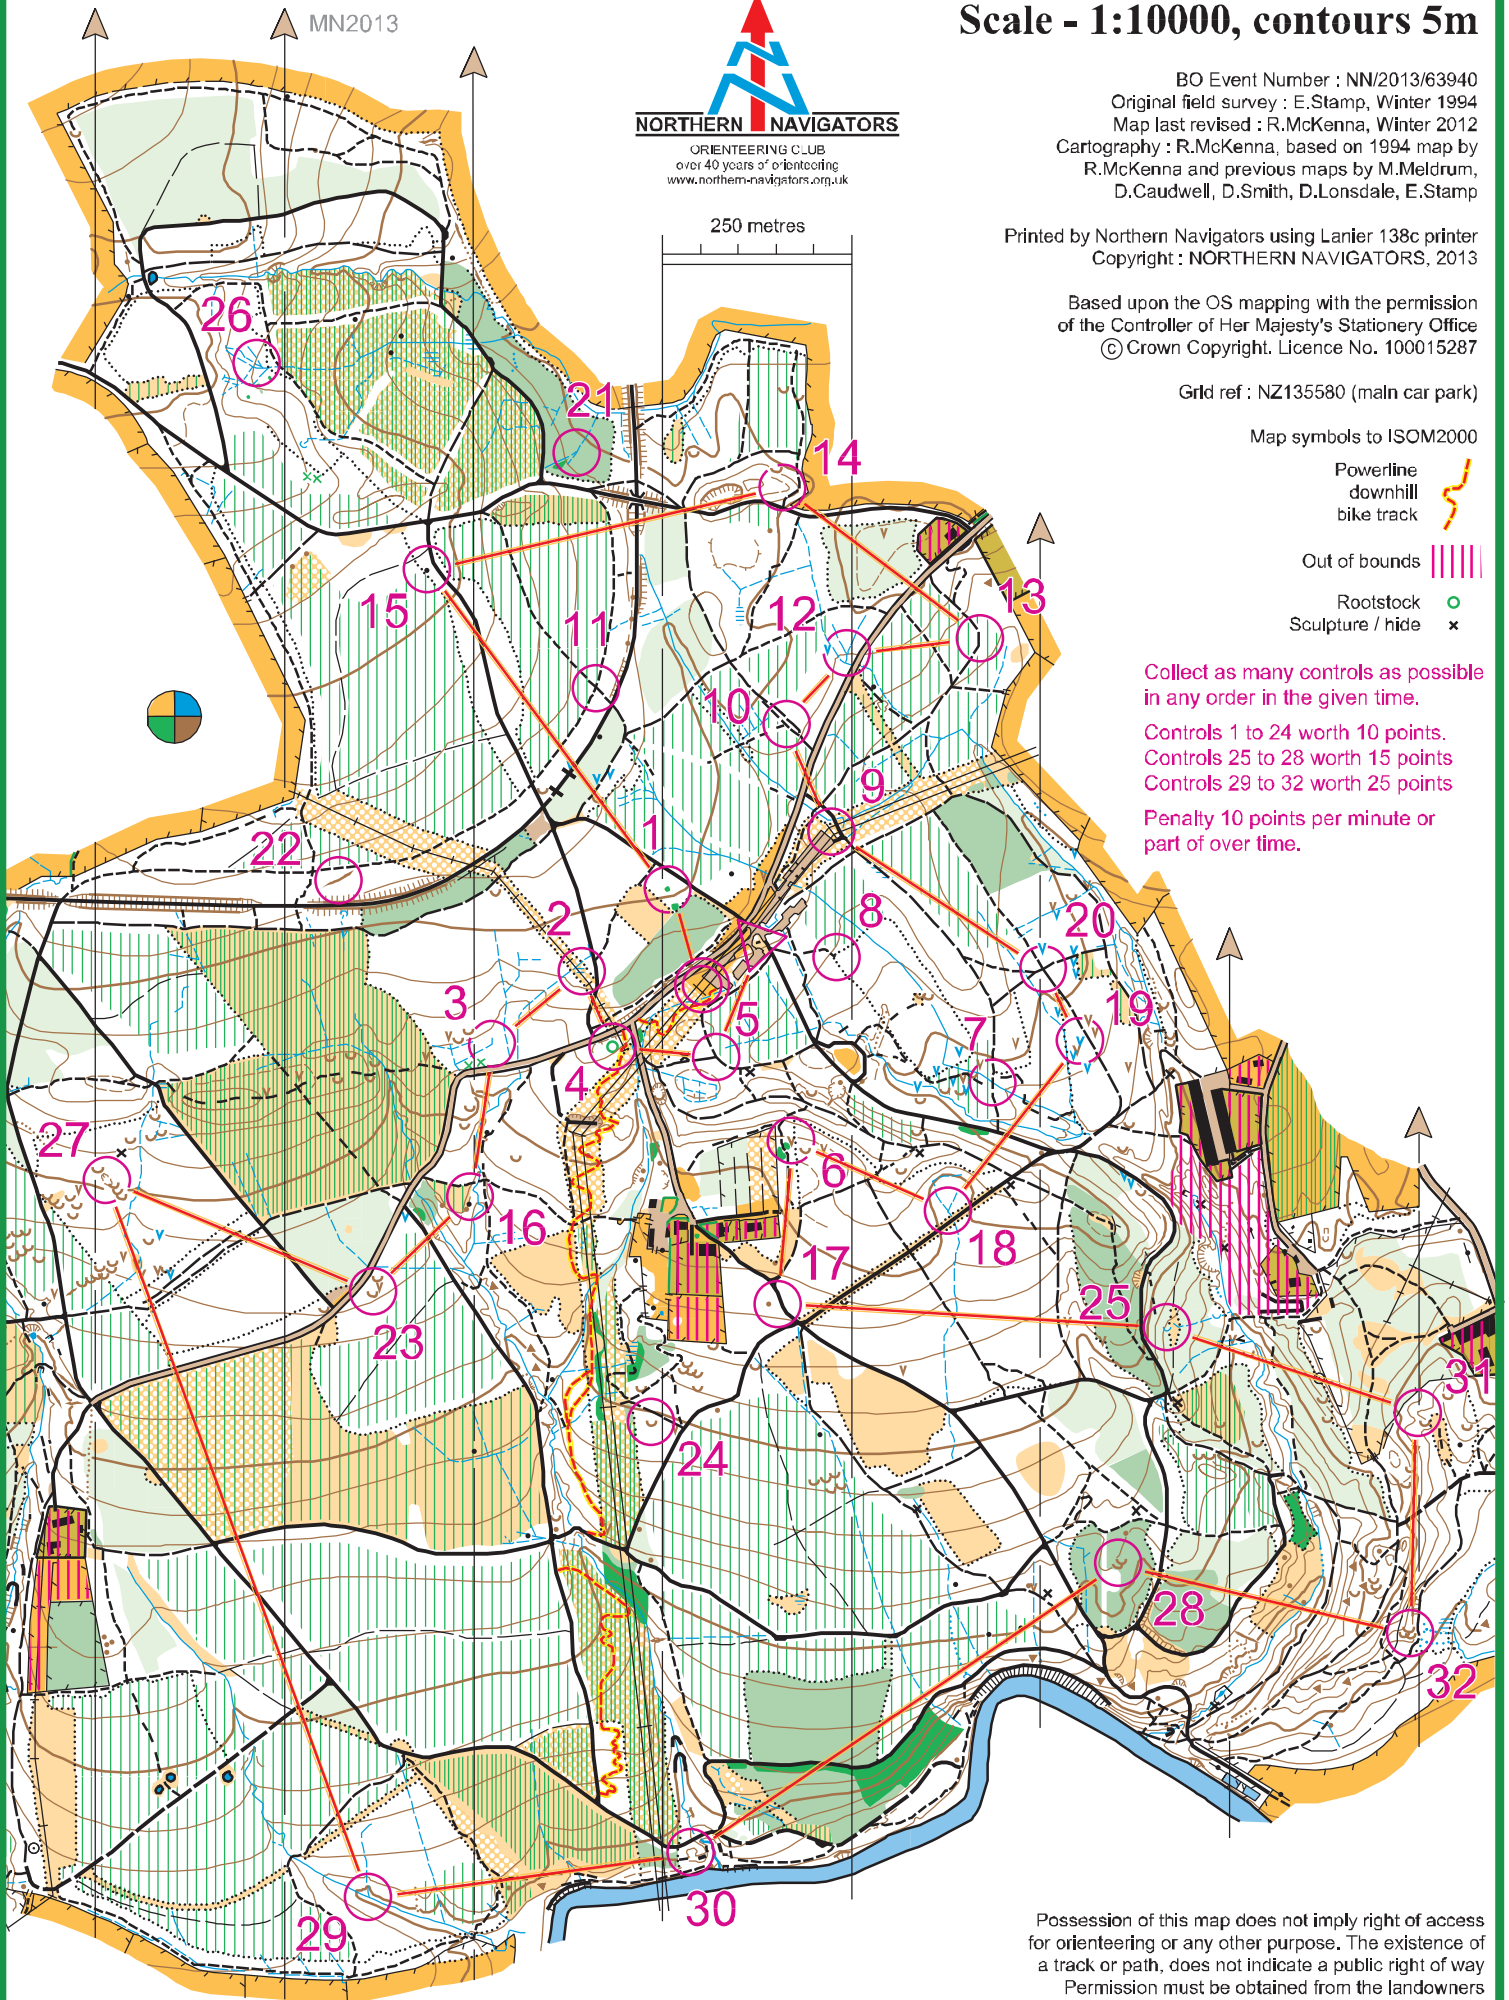 MN2013
Scale - 1:10000, contours 5m
NORTHERN NAVIGATORS
ORIENTEERING CLUB
over 40 years of orienteering
www.northern-navigators.org.uk
BO Event Number : NN/2013/63940
Original field survey : E.Stamp, Winter 1994
Map last revised : R.McKenna, Winter 2012
Cartography : R.McKenna, based on 1994 map by
R.McKenna and previous maps by M.Meldrum,
D.Caudwell, D.Smith, D.Lonsdale, E.Stamp
250 metres
Printed by Northern Navigators using Lanier 138c printer
Copyright : NORTHERN NAVIGATORS, 2013
Based upon the OS mapping with the permission
of the Controller of Her Majesty's Stationery Office
© Crown Copyright. Licence No. 100015287
Grid ref : NZ135580 (main car park)
Map symbols to ISOM2000
Powerline
downhill
bike track
Out of bounds
Rootstock
Sculpture / hide
Collect as many controls as possible
in any order in the given time.
Controls 1 to 24 worth 10 points.
Controls 25 to 28 worth 15 points
Controls 29 to 32 worth 25 points
Penalty 10 points per minute or
part of over time.
26
21
14
15
11
12
13
10
9
22
1
2
8
20
3
5
19
4
7
27
6
16
18
17
25
23
31
24
28
32
30
29
Possession of this map does not imply right of access
for orienteering or any other purpose. The existence of
a track or path, does not indicate a public right of way
Permission must be obtained from the landowners